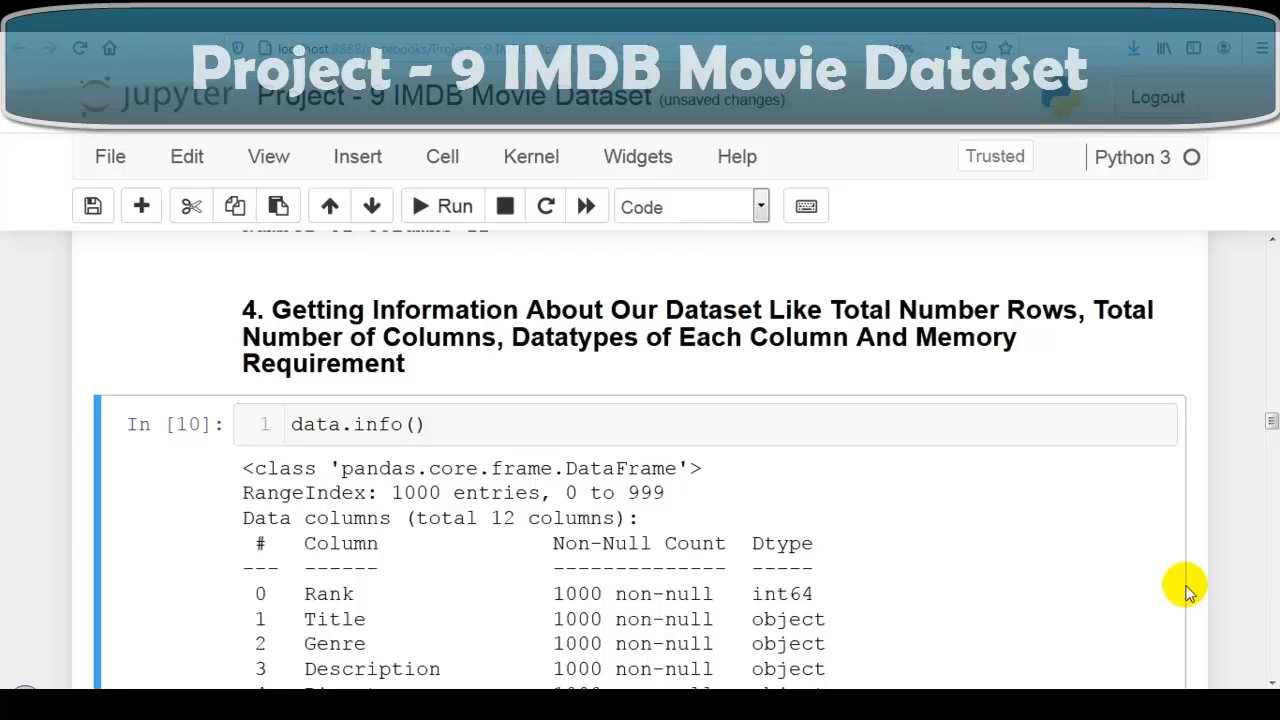 Project - 9 IMDB Movie Dataset
jupyter Project - 9 IMDB Movie Dataset (unsaved changes) Logout
File Edit View Insert Cell Kernel Widgets Help Trusted Python 3
Run Code
4. Getting Information About Our Dataset Like Total Number Rows, Total
Number of Columns, Datatypes of Each Column And Memory
Requirement
In [10]: 1 data.info()
<class 'pandas.core.frame.DataFrame'>
RangeIndex: 1000 entries, 0 to 999
Data columns (total 12 columns):
# Column Non-Null Count Dtype
--- ------ -------------- -----
0 Rank 1000 non-null int64
1 Title 1000 non-null object
2 Genre 1000 non-null object
3 Description 1000 non-null object